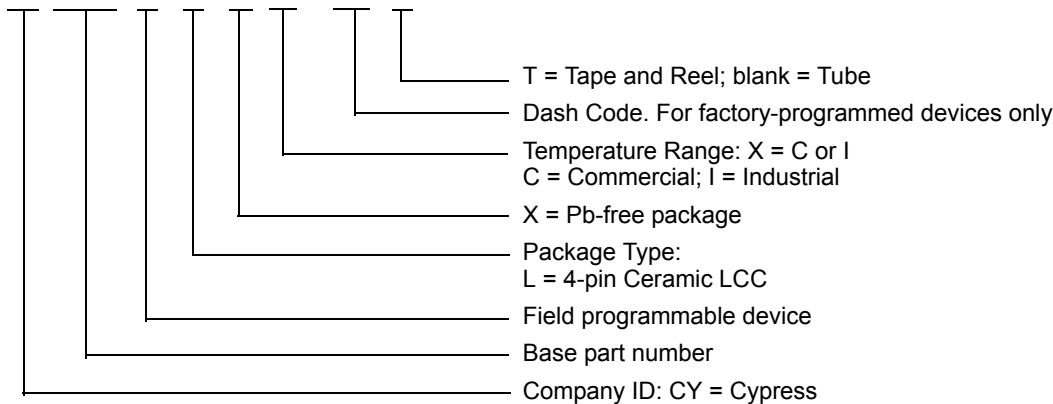 T = Tape and Reel; blank = Tube
Dash Code. For factory-programmed devices only
Temperature Range: X = C or I
C = Commercial; I = Industrial
X = Pb-free package
Package Type:
L = 4-pin Ceramic LCC
Field programmable device
Base part number
Company ID: CY = Cypress